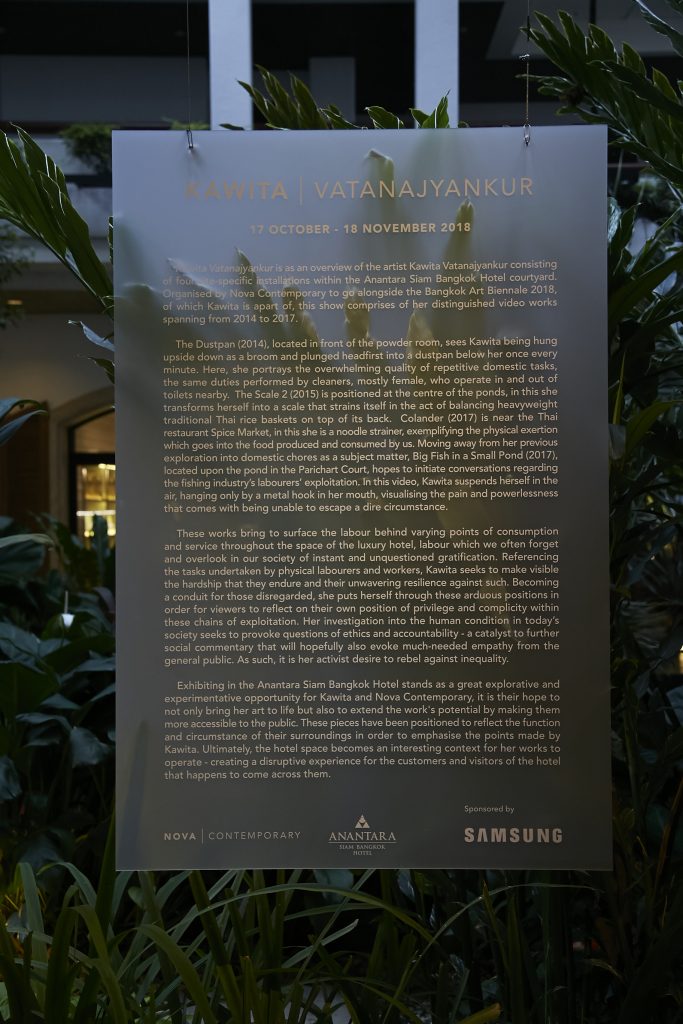 KAWITA | VATANAJYANKUR
17 OCTOBER - 18 NOVEMBER 2018
Kawita Vatanajyankur is as an overview of the artist Kawita Vatanajyankur consisting
of four site-specific installations within the Anantara Siam Bangkok Hotel courtyard.
Organised by Nova Contemporary to go alongside the Bangkok Art Biennale 2018,
of which Kawita is apart of, this show comprises of her distinguished video works
spanning from 2014 to 2017.
The Dustpan (2014), located in front of the powder room, sees Kawita being hung
upside down as a broom and plunged headfirst into a dustpan below her once every
minute. Here, she portrays the overwhelming quality of repetitive domestic tasks,
the same duties performed by cleaners, mostly female, who operate in and out of
toilets nearby. The Scale 2 (2015) is positioned at the centre of the ponds, in this she
transforms herself into a scale that strains itself in the act of balancing heavyweight
traditional Thai rice baskets on top of its back. Colander (2017) is near the Thai
restaurant Spice Market, in this she is a noodle strainer, exemplifying the physical exertion
which goes into the food produced and consumed by us. Moving away from her previous
exploration into domestic chores as a subject matter, Big Fish in a Small Pond (2017),
located upon the pond in the Parichart Court, hopes to initiate conversations regarding
the fishing industry's labourers' exploitation. In this video, Kawita suspends herself in the
air, hanging only by a metal hook in her mouth, visualising the pain and powerlessness
that comes with being unable to escape a dire circumstance.
These works bring to surface the labour behind varying points of consumption
and service throughout the space of the luxury hotel, labour which we often forget
and overlook in our society of instant and unquestioned gratification. Referencing
the tasks undertaken by physical labourers and workers, Kawita seeks to make visible
the hardship that they endure and their unwavering resilience against such. Becoming
a conduit for those disregarded, she puts herself through these arduous positions in
order for viewers to reflect on their own position of privilege and complicity within
these chains of exploitation. Her investigation into the human condition in today's
society seeks to provoke questions of ethics and accountability - a catalyst to further
social commentary that will hopefully also evoke much-needed empathy from the
general public. As such, it is her activist desire to rebel against inequality.
Exhibiting in the Anantara Siam Bangkok Hotel stands as a great explorative and
experimentative opportunity for Kawita and Nova Contemporary, it is their hope to
not only bring her art to life but also to extend the work's potential by making them
more accessible to the public. These pieces have been positioned to reflect the function
and circumstance of their surroundings in order to emphasise the points made by
Kawita. Ultimately, the hotel space becomes an interesting context for her works to
operate - creating a disruptive experience for the customers and visitors of the hotel
that happens to come across them.
Sponsored by
NOVA | CONTEMPORARY
ANANTARA
SIAM BANGKOK
HOTEL
SAMSUNG